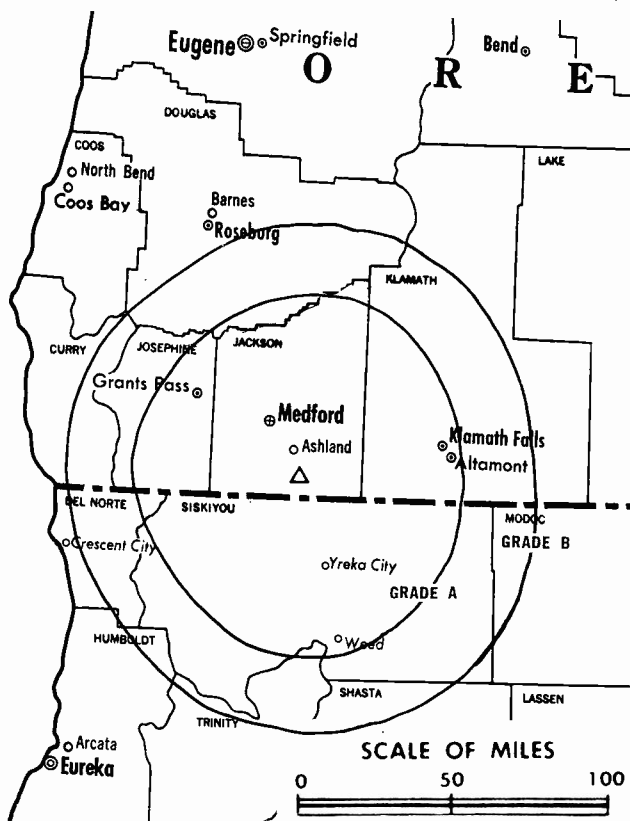 Eugene
Springfield
Bend
O R E
DOUGLAS
COOS
LAKE
North Bend
Coos Bay
Barnes
Roseburg
KLAMATH
CURRY
JOSEPHINE
JACKSON
Grants Pass
Medford
Ashland
Klamath Falls
Altamont
DEL NORTE
SISKIYOU
MODOC
GRADE B
Crescent City
Yreka City
GRADE A
HUMBOLDT
Weed
SHASTA
LASSEN
TRINITY
Arcata
Eureka
SCALE OF MILES
0 50 100